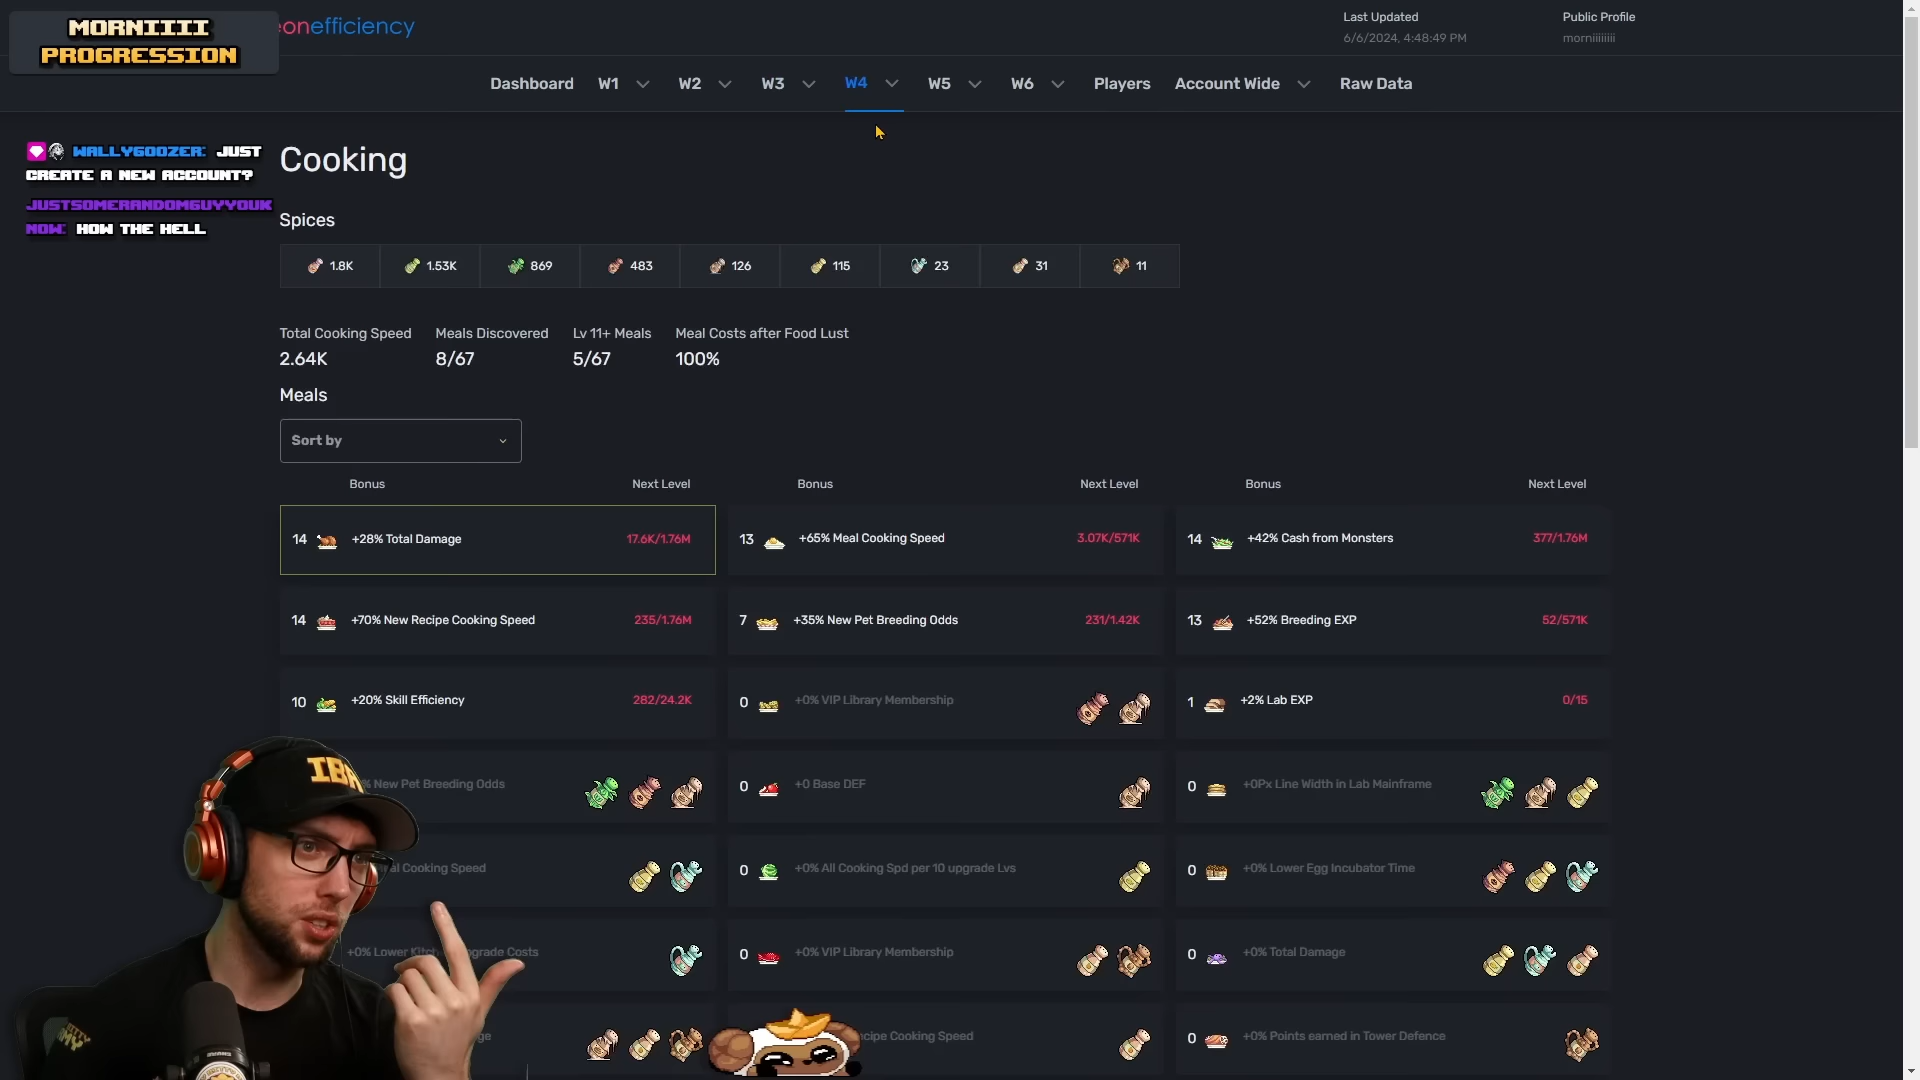 MORNIIII
PROGRESSION
onefficiency
Last Updated
6/6/2024, 4:48:49 PM
Public Profile
morniiiiiiiii
Dashboard W1 W2 W3 W4 W5 W6 Players Account Wide Raw Data
WALLYGOOZER: JUST
CREATE A NEW ACCOUNT?
JUSTSOMERANDOMGUYYOUK
NOW: HOW THE HELL
Cooking
Spices
1.8K 1.53K 869 483 126 115 23 31 11
Total Cooking Speed Meals Discovered Lv 11+ Meals Meal Costs after Food Lust
2.64K 8/67 5/67 100%
Meals
Sort by
Bonus Next Level Bonus Next Level Bonus Next Level
14 +28% Total Damage 17.6K/1.76M
13 +65% Meal Cooking Speed 3.07K/571K
14 +42% Cash from Monsters 377/1.76M
14 +70% New Recipe Cooking Speed 235/1.76M
7 +35% New Pet Breeding Odds 231/1.42K
13 +52% Breeding EXP 52/571K
10 +20% Skill Efficiency 282/24.2K
0 +0% VIP Library Membership
1 +2% Lab EXP 0/15
% New Pet Breeding Odds
0 +0 Base DEF
0 +0Px Line Width in Lab Mainframe
al Cooking Speed
0 +0% All Cooking Spd per 10 upgrade Lvs
0 +0% Lower Egg Incubator Time
+0% Lower Kitch grade Costs
0 +0% VIP Library Membership
0 +0% Total Damage
ge
cipe Cooking Speed
0 +0% Points earned in Tower Defence